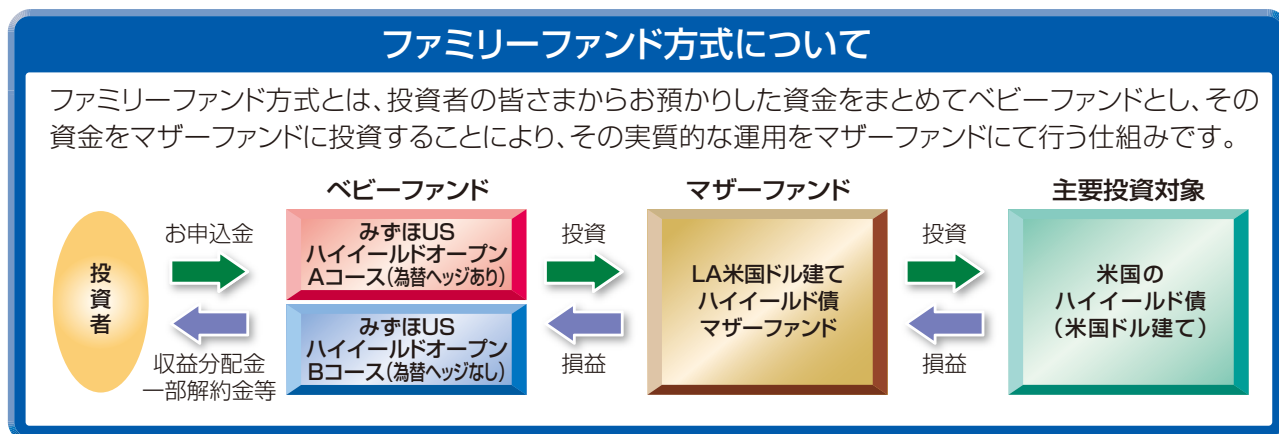 ファミリーファンド方式について
ファミリーファンド方式とは、投資者の皆さまからお預かりした資金をまとめてベビーファンドとし、その
資金をマザーファンドに投資することにより、その実質的な運用をマザーファンドにて行う仕組みです。
ベビーファンド
マザーファンド
主要投資対象
投資者
お申込金
収益分配金
一部解約金等
みずほUS
ハイイールドオープン
Aコース(為替ヘッジあり)
みずほUS
ハイイールドオープン
Bコース(為替ヘッジなし)
投資
損益
LA米国ドル建て
ハイイールド債
マザーファンド
投資
損益
米国の
ハイイールド債
(米国ドル建て)